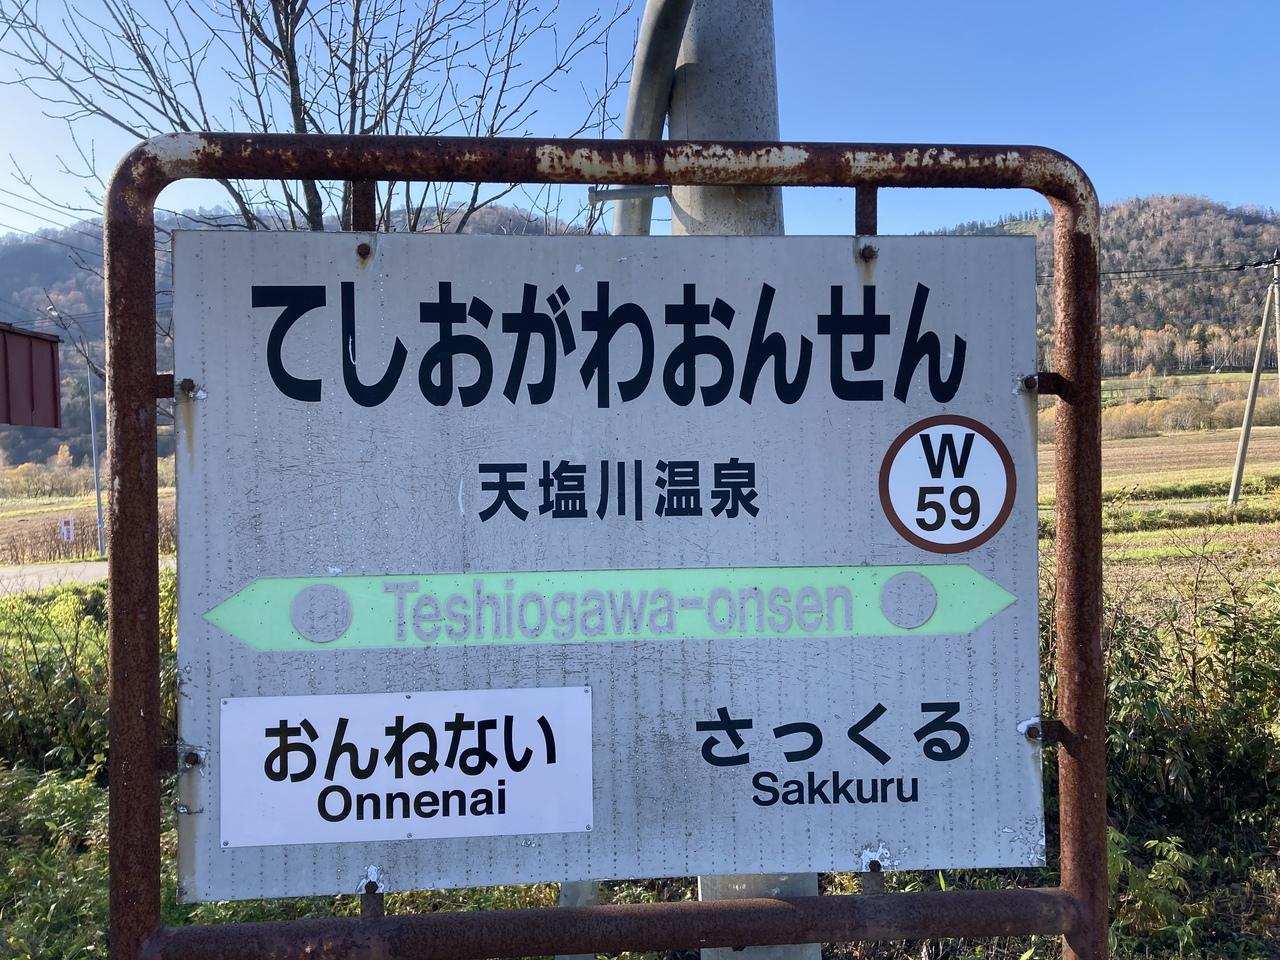 てしおがわおんせん
天塩川温泉
W
59
Teshiogawa-onsen
おんねない
Onnenai
さっくる
Sakkuru